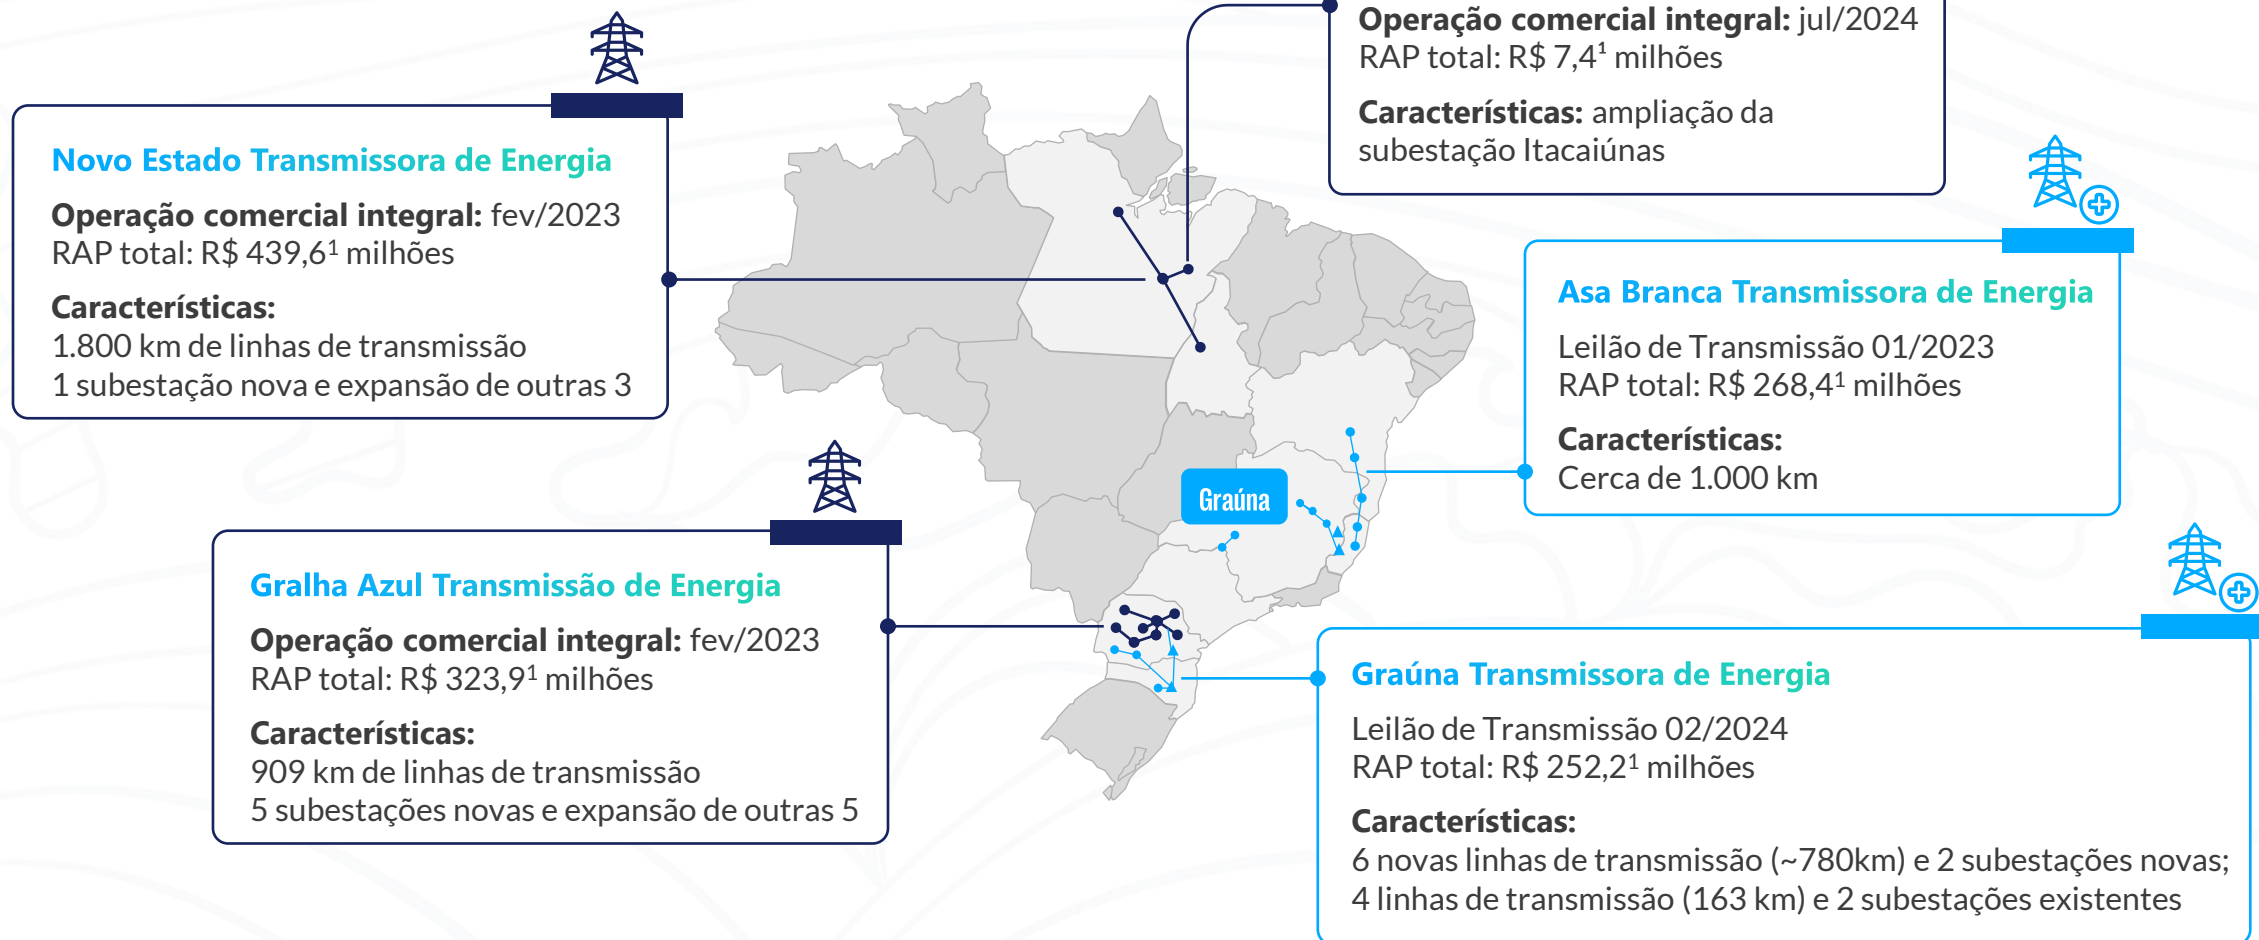 Operação comercial integral: jul/2024
RAP total: R$ 7,4¹ milhões
Características: ampliação da
subestação Itacaiúnas
Novo Estado Transmissora de Energia
Operação comercial integral: fev/2023
RAP total: R$ 439,6¹ milhões
Características:
1.800 km de linhas de transmissão
1 subestação nova e expansão de outras 3
Asa Branca Transmissora de Energia
Leilão de Transmissão 01/2023
RAP total: R$ 268,4¹ milhões
Características:
Cerca de 1.000 km
Graúna
Gralha Azul Transmissão de Energia
Operação comercial integral: fev/2023
RAP total: R$ 323,9¹ milhões
Características:
909 km de linhas de transmissão
5 subestações novas e expansão de outras 5
Graúna Transmissora de Energia
Leilão de Transmissão 02/2024
RAP total: R$ 252,2¹ milhões
Características:
6 novas linhas de transmissão (~780km) e 2 subestações novas;
4 linhas de transmissão (163 km) e 2 subestações existentes